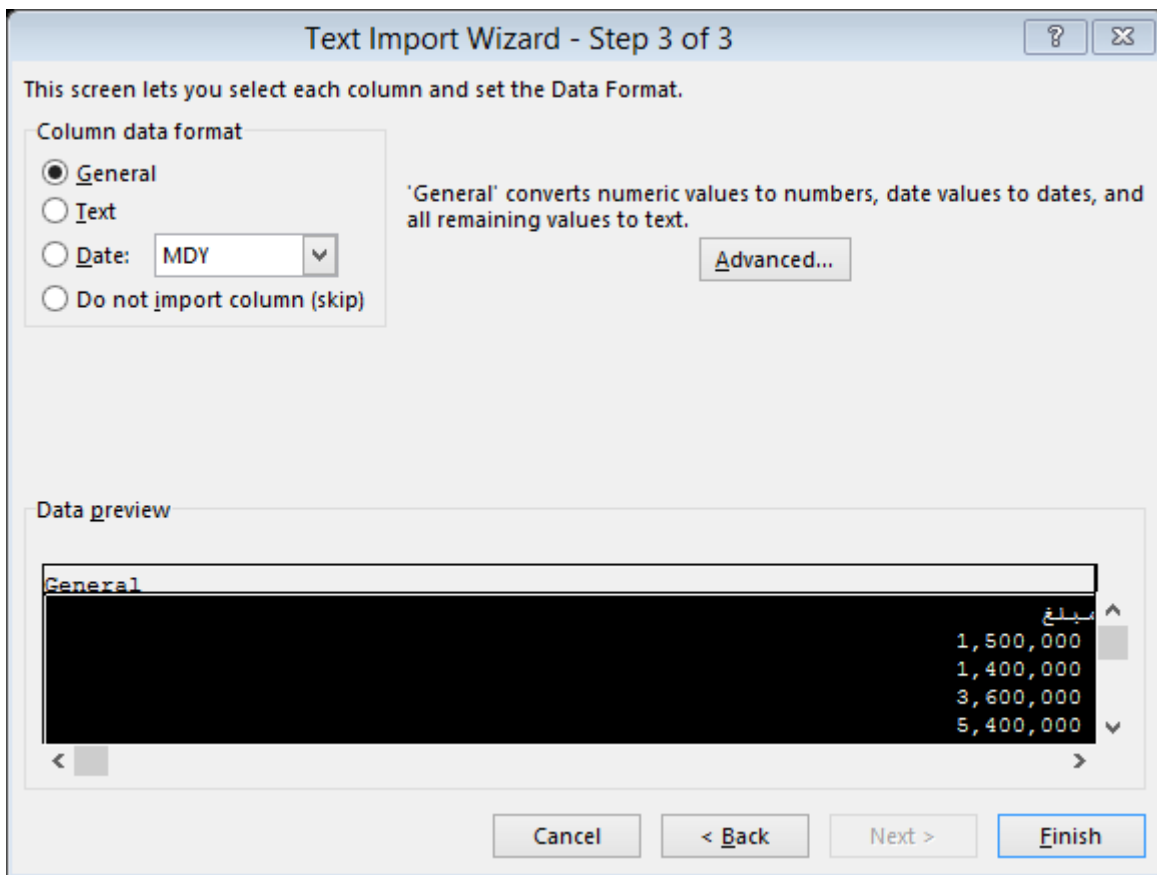 Text Import Wizard - Step 3 of 3
This screen lets you select each column and set the Data Format.
Column data format
General
Text
Date: MDY
Do not import column (skip)
'General' converts numeric values to numbers, date values to dates, and
all remaining values to text.
Advanced...
Data preview
General
مبلغ
1,500,000
1,400,000
3,600,000
5,400,000
Cancel
< Back
Next >
Finish